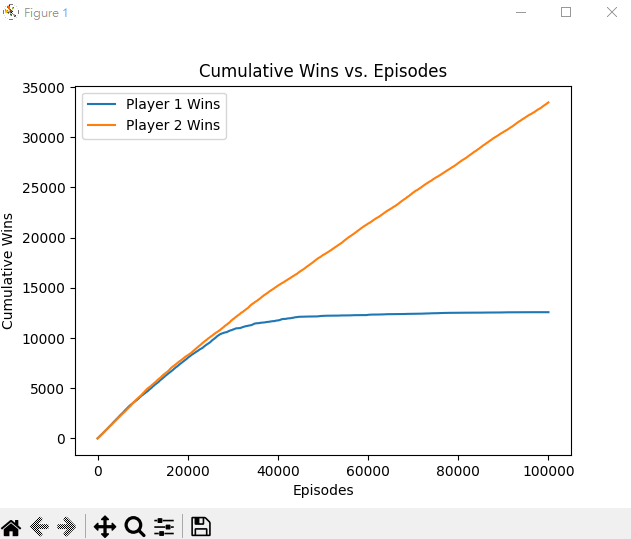 Figure 1
Cumulative Wins vs. Episodes
35000
30000
25000
20000
15000
10000
5000
0
Cumulative Wins
Player 1 Wins
Player 2 Wins
0 20000 40000 60000 80000 100000
Episodes